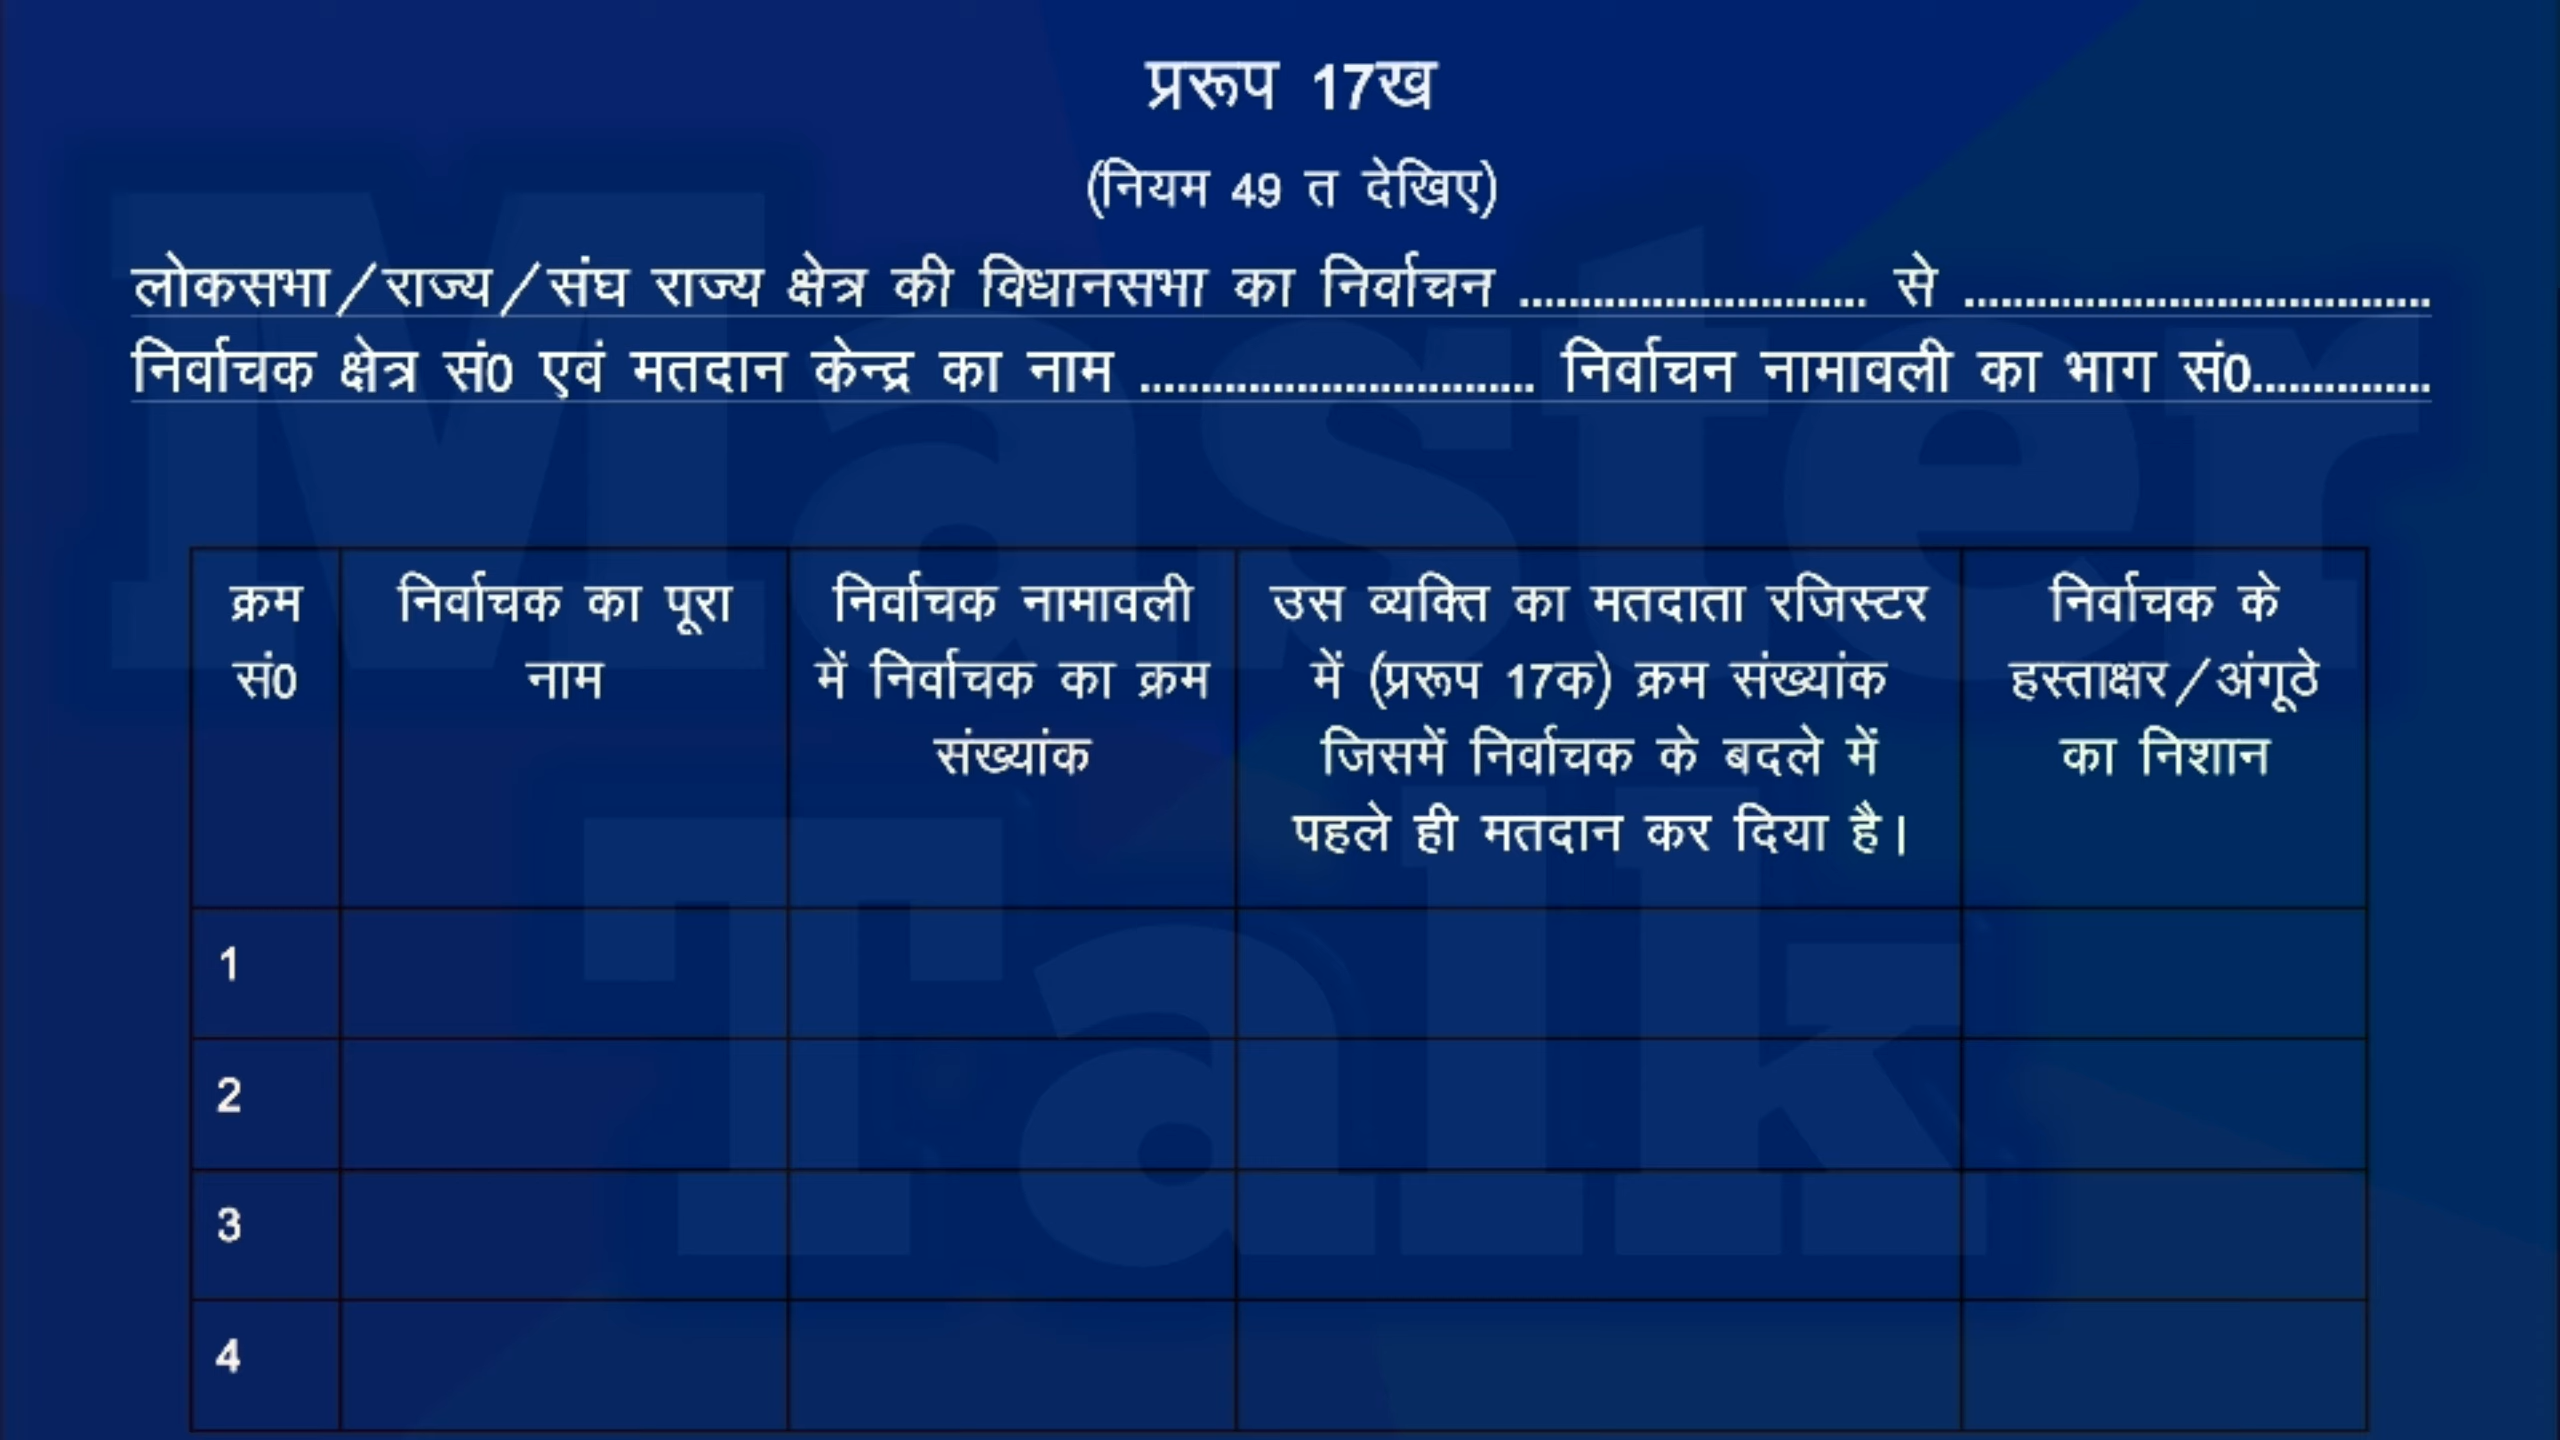 प्ररूप 17ख
(नियम 49 त देखिए)
लोकसभा/राज्य/संघ राज्य क्षेत्र की विधानसभा का निर्वाचन ............................ से ......................................
निर्वाचक क्षेत्र सं0 एवं मतदान केन्द्र का नाम ................................ निर्वाचन नामावली का भाग सं0...............
क्रम
सं0
निर्वाचक का पूरा
नाम
निर्वाचक नामावली
में निर्वाचक का क्रम
संख्यांक
उस व्यक्ति का मतदाता रजिस्टर
में (प्ररूप 17क) क्रम संख्यांक
जिसमें निर्वाचक के बदले में
पहले ही मतदान कर दिया है।
निर्वाचक के
हस्ताक्षर/अंगूठे
का निशान
1
2
3
4
Master
Talk